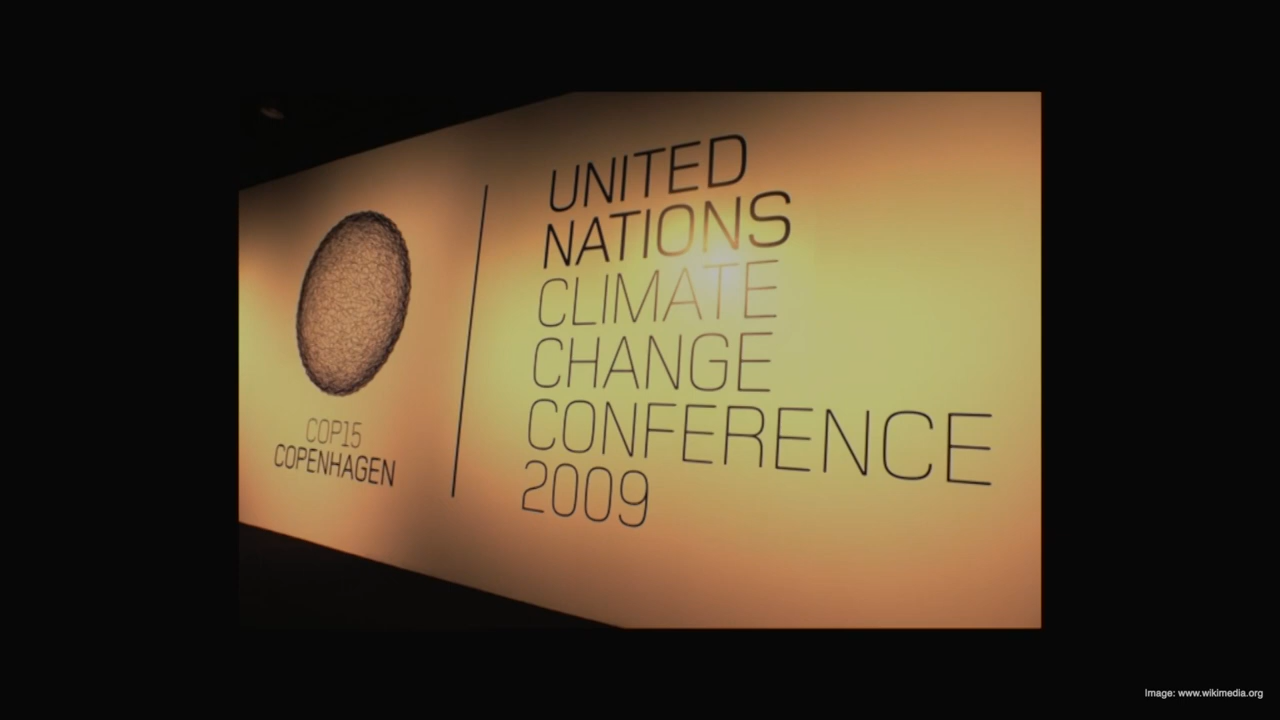 COP15
COPENHAGEN
UNITED
NATIONS
CLIMATE
CHANGE
CONFERENCE
2009
Image: www.wikimedia.org